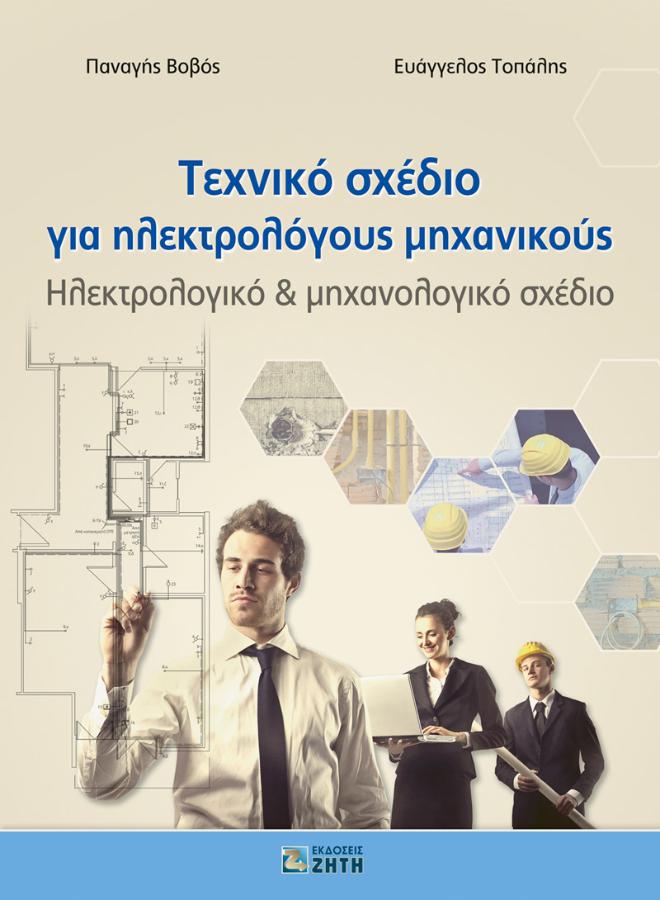 Παναγής Βοβός Ευάγγελος Τοπάλης
Τεχνικό σχέδιο
για ηλεκτρολόγους μηχανικούς
Ηλεκτρολογικό & μηχανολογικό σχέδιο
ΕΚΔΟΣΕΙΣ
ΖΗΤΗ